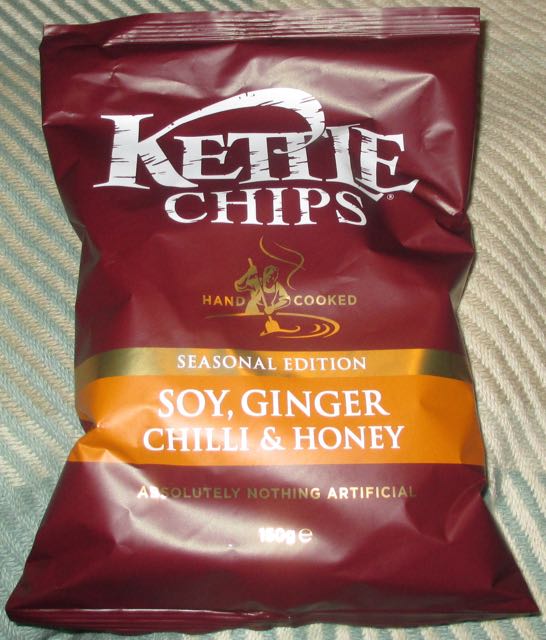 KETTLE
CHIPS®
HAND COOKED
SEASONAL EDITION
SOY, GINGER
CHILLI & HONEY
ABSOLUTELY NOTHING ARTIFICIAL
150g e